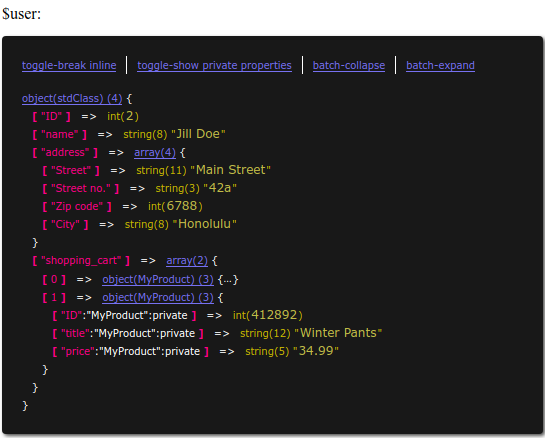 $user:
toggle-break inline toggle-show private properties batch-collapse batch-expand
object(stdClass) (4) {
[ "ID" ] => int(2)
[ "name" ] => string(8) "Jill Doe"
[ "address" ] => array(4) {
[ "Street" ] => string(11) "Main Street"
[ "Street no." ] => string(3) "42a"
[ "Zip code" ] => int(6788)
[ "City" ] => string(8) "Honolulu"
}
[ "shopping_cart" ] => array(2) {
[ 0 ] => object(MyProduct) (3) {...}
[ 1 ] => object(MyProduct) (3) {
[ "ID":"MyProduct":private ] => int(412892)
[ "title":"MyProduct":private ] => string(12) "Winter Pants"
[ "price":"MyProduct":private ] => string(5) "34.99"
}
}
}